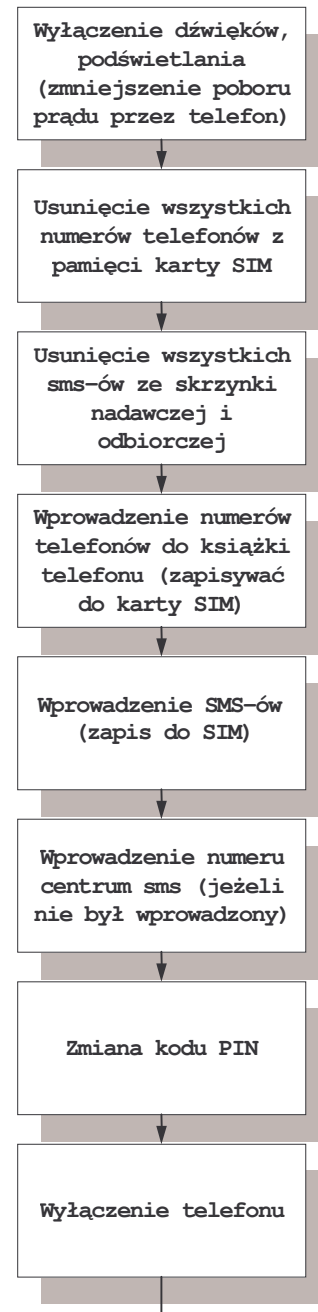 Wyłączenie dźwięków,
podświetlania
(zmniejszenie poboru
prądu przez telefon)
Usunięcie wszystkich
numerów telefonów z
pamięci karty SIM
Usunięcie wszystkich
sms-ów ze skrzynki
nadawczej i
odbiorczej
Wprowadzenie numerów
telefonów do książki
telefonu (zapisywać
do karty SIM)
Wprowadzenie SMS-ów
(zapis do SIM)
Wprowadzenie numeru
centrum sms (jeżeli
nie był wprowadzony)
Zmiana kodu PIN
Wyłączenie telefonu